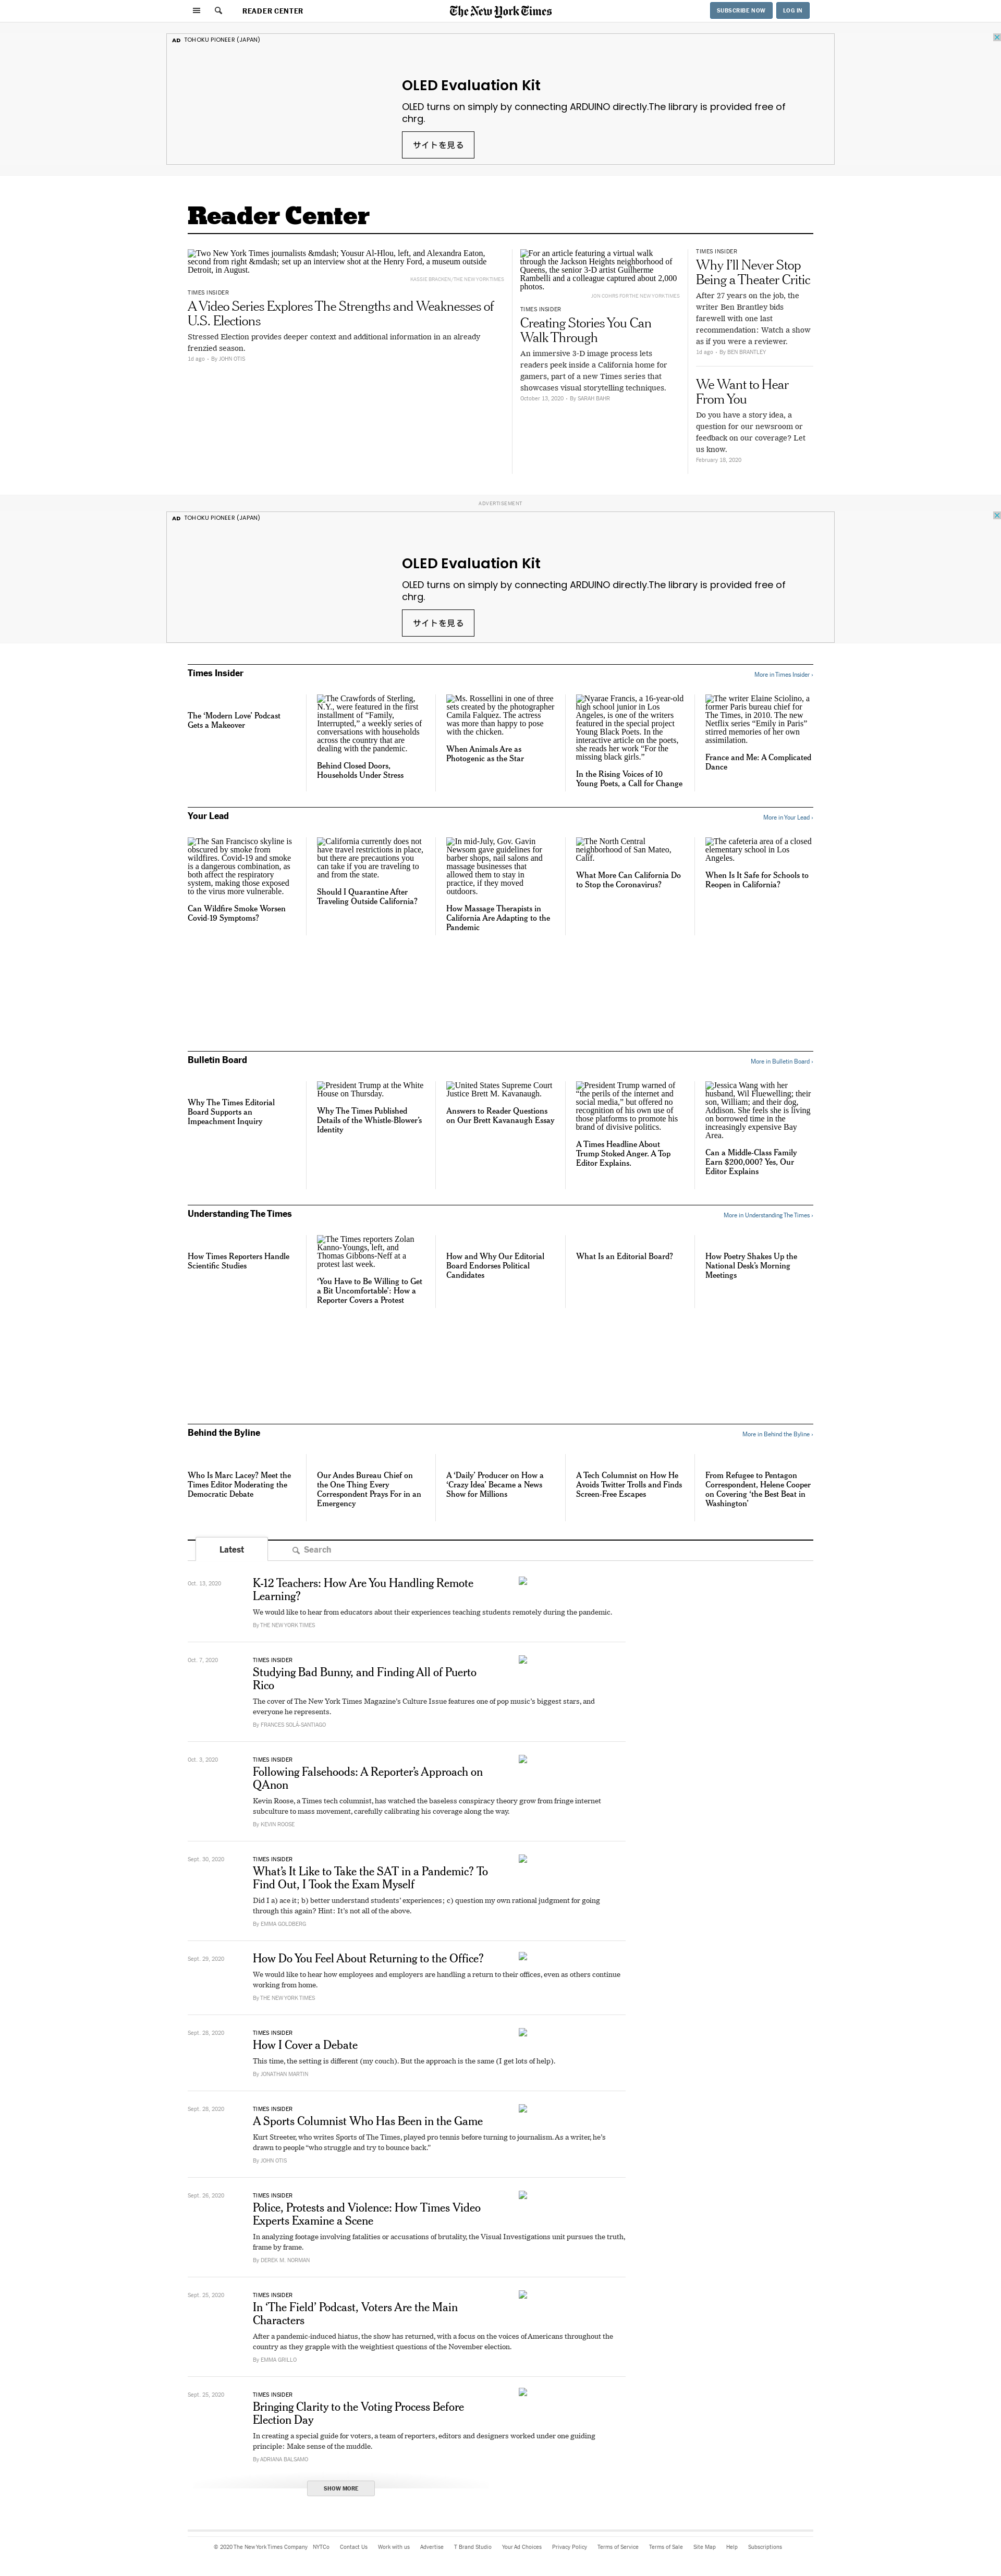 READER CENTER
The New York Times
SUBSCRIBE NOW
LOG IN
AD TOHOKU PIONEER (JAPAN)
OLED Evaluation Kit
OLED turns on simply by connecting ARDUINO directly.The library is provided free of
chrg.
サイトを見る
Reader Center
Two New York Times journalists &mdash; Yousur Al-Hlou, left, and Alexandra Eaton,
second from right &mdash; set up an interview shot at the Henry Ford, a museum outside
Detroit, in August.
KASSIE BRACKEN/THE NEW YORK TIMES
TIMES INSIDER
A Video Series Explores The Strengths and Weaknesses of
U.S. Elections
Stressed Election provides deeper context and additional information in an already
frenzied season.
1d ago - By JOHN OTIS
For an article featuring a virtual walk
through the Jackson Heights neighborhood of
Queens, the senior 3-D artist Guilherme
Rambelli and a colleague captured about 2,000
photos.
JON DOHRS FOR THE NEW YORK TIMES
TIMES INSIDER
Creating Stories You Can
Walk Through
An immersive 3-D image process lets
readers peek inside a California home for
gamers, part of a new Times series that
showcases visual storytelling techniques.
October 13, 2020 - By SARAH BAHR
TIMES INSIDER
Why I'll Never Stop
Being a Theater Critic
After 27 years on the job, the
writer Ben Brantley bids
farewell with one last
recommendation: Watch a show
as if you were a reviewer.
1d ago - By BEN BRANTLEY
We Want to Hear
From You
Do you have a story idea, a
question for our newsroom or
feedback on our coverage? Let
us know.
February 18, 2020
ADVERTISEMENT
AD TOHOKU PIONEER (JAPAN)
OLED Evaluation Kit
OLED turns on simply by connecting ARDUINO directly.The library is provided free of
chrg.
サイトを見る
Times Insider
More in Times Insider ›
The ‘Modern Love’ Podcast
Gets a Makeover
The Crawfords of Sterling,
N.Y., were featured in the first
installment of “Family,
Interrupted,” a weekly series of
conversations with households
across the country that are
dealing with the pandemic.
Behind Closed Doors,
Households Under Stress
Ms. Rossellini in one of three
sets created by the photographer
Camila Falquez. The actress
was more than happy to pose
with the chicken.
When Animals Are as
Photogenic as the Star
Nyarae Francis, a 16-year-old
high school junior in Los
Angeles, is one of the writers
featured in the special project
Young Black Poets. In the
interactive article on the poets,
she reads her work “For the
missing black girls.”
In the Rising Voices of 10
Young Poets, a Call for Change
The writer Elaine Sciolino, a
former Paris bureau chief for
The Times, in 2010. The new
Netflix series “Emily in Paris”
stirred memories of her own
assimilation.
France and Me: A Complicated
Dance
Your Lead
More in Your Lead ›
The San Francisco skyline is
obscured by smoke from
wildfires. Covid-19 and smoke
is a dangerous combination, as
both affect the respiratory
system, making those exposed
to the virus more vulnerable.
Can Wildfire Smoke Worsen
Covid-19 Symptoms?
California currently does not
have travel restrictions in place,
but there are precautions you
can take if you are traveling to
and from the state.
Should I Quarantine After
Traveling Outside California?
In mid-July, Gov. Gavin
Newsom gave guidelines for
barber shops, nail salons and
massage businesses that
allowed them to stay in
practice, if they moved
outdoors.
How Massage Therapists in
California Are Adapting to the
Pandemic
The North Central
neighborhood of San Mateo,
Calif.
What More Can California Do
to Stop the Coronavirus?
The cafeteria area of a closed
elementary school in Los
Angeles.
When Is It Safe for Schools to
Reopen in California?
Bulletin Board
More in Bulletin Board ›
Why The Times Editorial
Board Supports an
Impeachment Inquiry
President Trump at the White
House on Thursday.
Why The Times Published
Details of the Whistle-Blower’s
Identity
United States Supreme Court
Justice Brett M. Kavanaugh.
Answers to Reader Questions
on Our Brett Kavanaugh Essay
President Trump warned of
“the perils of the internet and
social media,” but offered no
recognition of his own use of
those platforms to promote his
brand of divisive politics.
A Times Headline About
Trump Stoked Anger. A Top
Editor Explains.
Jessica Wang with her
husband, Wil Fluewelling; their
son, William; and their dog,
Addison. She feels she is living
on borrowed time in the
increasingly expensive Bay
Area.
Can a Middle-Class Family
Earn $200,000? Yes, Our
Editor Explains
Understanding The Times
More in Understanding The Times ›
How Times Reporters Handle
Scientific Studies
The Times reporters Zolan
Kanno-Youngs, left, and
Thomas Gibbons-Neff at a
protest last week.
‘You Have to Be Willing to Get
a Bit Uncomfortable’: How a
Reporter Covers a Protest
How and Why Our Editorial
Board Endorses Political
Candidates
What Is an Editorial Board?
How Poetry Shakes Up the
National Desk’s Morning
Meetings
Behind the Byline
More in Behind the Byline ›
Who Is Marc Lacey? Meet the
Times Editor Moderating the
Democratic Debate
Our Andes Bureau Chief on
the One Thing Every
Correspondent Prays For in an
Emergency
A ‘Daily’ Producer on How a
‘Crazy Idea’ Became a News
Show for Millions
A Tech Columnist on How He
Avoids Twitter Trolls and Finds
Screen-Free Escapes
From Refugee to Pentagon
Correspondent, Helene Cooper
on Covering ‘the Best Beat in
Washington’
Latest
Search
Oct. 13, 2020
K-12 Teachers: How Are You Handling Remote
Learning?
We would like to hear from educators about their experiences teaching students remotely during the pandemic.
By THE NEW YORK TIMES
Oct. 7, 2020
TIMES INSIDER
Studying Bad Bunny, and Finding All of Puerto
Rico
The cover of The New York Times Magazine’s Culture Issue features one of pop music’s biggest stars, and
everyone he represents.
By FRANCES SOLÁ-SANTIAGO
Oct. 3, 2020
TIMES INSIDER
Following Falsehoods: A Reporter’s Approach on
QAnon
Kevin Roose, a Times tech columnist, has watched the baseless conspiracy theory grow from fringe internet
subculture to mass movement, carefully calibrating his coverage along the way.
By KEVIN ROOSE
Sept. 30, 2020
TIMES INSIDER
What’s It Like to Take the SAT in a Pandemic? To
Find Out, I Took the Exam Myself
Did I a) ace it; b) better understand students’ experiences; c) question my own rational judgment for going
through this again? Hint: It’s not all of the above.
By EMMA GOLDBERG
Sept. 29, 2020
How Do You Feel About Returning to the Office?
We would like to hear how employees and employers are handling a return to their offices, even as others continue
working from home.
By THE NEW YORK TIMES
Sept. 28, 2020
TIMES INSIDER
How I Cover a Debate
This time, the setting is different (my couch). But the approach is the same (I get lots of help).
By JONATHAN MARTIN
Sept. 28, 2020
TIMES INSIDER
A Sports Columnist Who Has Been in the Game
Kurt Streeter, who writes Sports of The Times, played pro tennis before turning to journalism. As a writer, he’s
drawn to people “who struggle and try to bounce back.”
By JOHN OTIS
Sept. 26, 2020
TIMES INSIDER
Police, Protests and Violence: How Times Video
Experts Examine a Scene
In analyzing footage involving fatalities or accusations of brutality, the Visual Investigations unit pursues the truth,
frame by frame.
By DEREK M. NORMAN
Sept. 25, 2020
TIMES INSIDER
In ‘The Field’ Podcast, Voters Are the Main
Characters
After a pandemic-induced hiatus, the show has returned, with a focus on the voices of Americans throughout the
country as they grapple with the weightiest questions of the November election.
By EMMA GRILLO
Sept. 25, 2020
TIMES INSIDER
Bringing Clarity to the Voting Process Before
Election Day
In creating a special guide for voters, a team of reporters, editors and designers worked under one guiding
principle: Make sense of the muddle.
By ADRIANA BALSAMO
SHOW MORE
© 2020 The New York Times Company NYTCo Contact Us Work with us Advertise T Brand Studio Your Ad Choices Privacy Policy Terms of Service Terms of Sale Site Map Help Subscriptions